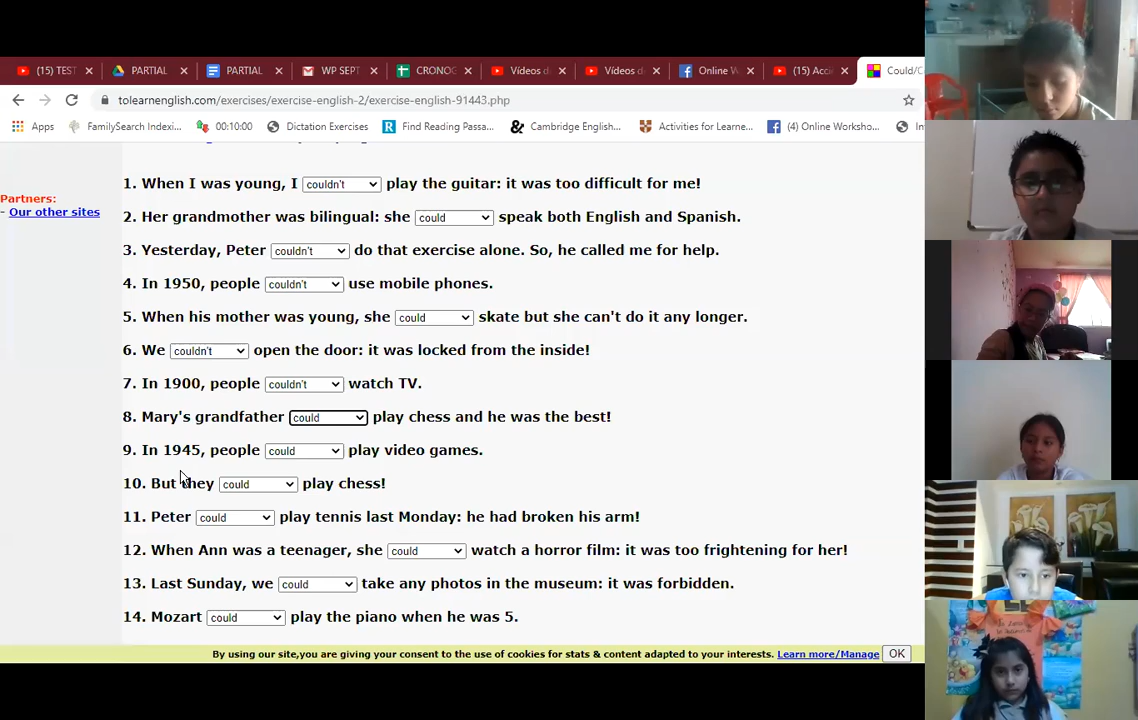 (15) TEST
PARTIAL
PARTIAL
WP SEPT
CRONOG
Vídeos d
Vídeos d
Online W
(15) Acci
Could/C
tolearnenglish.com/exercises/exercise-english-2/exercise-english-91443.php
Apps
FamilySearch Indexi...
00:10:00
Dictation Exercises
Find Reading Passa...
Cambridge English,...
Activities for Learne...
(4) Online Worksho...
In
Partners:
- Our other sites
1. When I was young, I couldn't play the guitar: it was too difficult for me!
2. Her grandmother was bilingual: she could speak both English and Spanish.
3. Yesterday, Peter couldn't do that exercise alone. So, he called me for help.
4. In 1950, people couldn't use mobile phones.
5. When his mother was young, she could skate but she can't do it any longer.
6. We couldn't open the door: it was locked from the inside!
7. In 1900, people couldn't watch TV.
8. Mary's grandfather could play chess and he was the best!
9. In 1945, people could play video games.
10. But they could play chess!
11. Peter could play tennis last Monday: he had broken his arm!
12. When Ann was a teenager, she could watch a horror film: it was too frightening for her!
13. Last Sunday, we could take any photos in the museum: it was forbidden.
14. Mozart could play the piano when he was 5.
By using our site,you are giving your consent to the use of cookies for stats & content adapted to your interests. Learn more/Manage OK